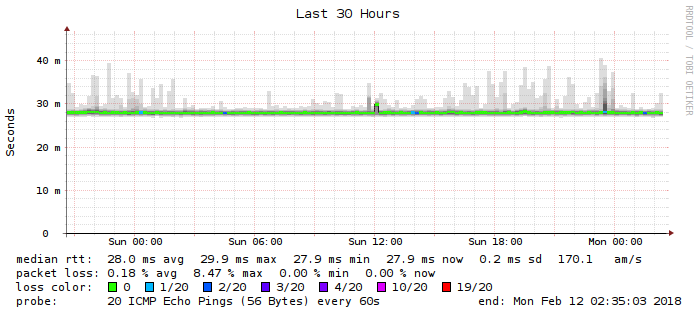 Last 30 Hours
RRDTOOL / TOBI OETIKER
Seconds
40 m
30 m
20 m
10 m
0
Sun 00:00 Sun 06:00 Sun 12:00 Sun 18:00 Mon 00:00
median rtt: 28.0 ms avg 29.9 ms max 27.9 ms min 27.9 ms now 0.2 ms sd 170.1 am/s
packet loss: 0.18 % avg 8.47 % max 0.00 % min 0.00 % now
loss color: 0 1/20 2/20 3/20 4/20 10/20 19/20
probe: 20 ICMP Echo Pings (56 Bytes) every 60s end: Mon Feb 12 02:35:03 2018